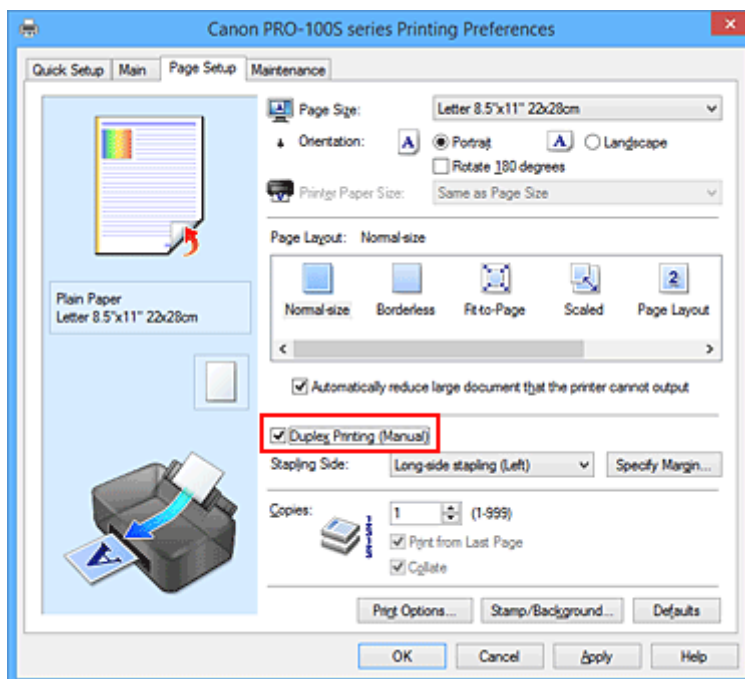 Canon PRO-100S series Printing Preferences
Quick Setup Main Page Setup Maintenance
Page Size: Letter 8.5"x11" 22x28cm
Orientation: A Portrait A Landscape
Rotate 180 degrees
Printer Paper Size: Same as Page Size
Page Layout: Normal-size
Normal-size Borderless Fit-to-Page Scaled Page Layout
Plain Paper
Letter 8.5"x11" 22x28cm
Automatically reduce large document that the printer cannot output
Duplex Printing (Manual)
Stapling Side: Long-side stapling (Left) Specify Margin...
Copies: 1 (1-999)
Print from Last Page
Collate
Print Options... Stamp/Background... Defaults
OK Cancel Apply Help